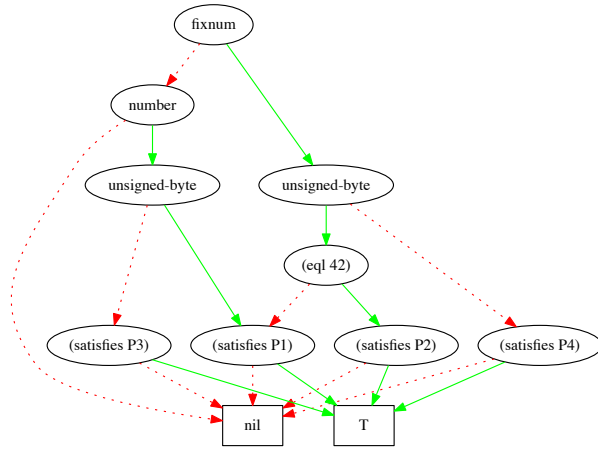 fixnum
number
unsigned-byte
unsigned-byte
(eql 42)
(satisfies P3)
(satisfies P1)
(satisfies P2)
(satisfies P4)
nil
T